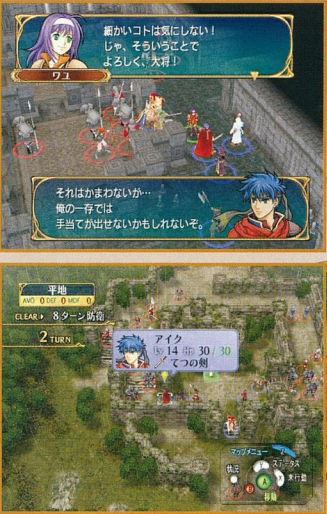 細かいコトは気にしない！
じゃ、そういうことで
よろしく、大将！
ワユ
それはかまわないが…
俺の一存では
手当てが出せないかもしれないぞ。
平地
AVO 0 DEF 0 MDF 0
CLEAR 8ターン防衛
2 TURN
アイク
LV 14 HP 30/30
てつの剣
マップメニュー
状況
ステータス
未行動
B
A
移動